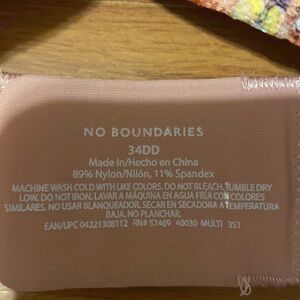 NO BOUNDARIES
34DD
Made In/Hecho en China
89% Nylon/Nilón, 11% Spandex
MACHINE WASH COLD WITH LIKE COLORS. DO NOT BLEACH. TUMBLE DRY
LOW. DO NOT IRON. LAVAR A MÁQUINA EN AGUA FRÍA CON COLORES
SIMILARES. NO USAR BLANQUEADOR. SECAR EN SECADORA A TEMPERATURA
BAJA. NO PLANCHAR.
EAN/UPC 04321308112 RN# 52469 40030 MULTI 3S1